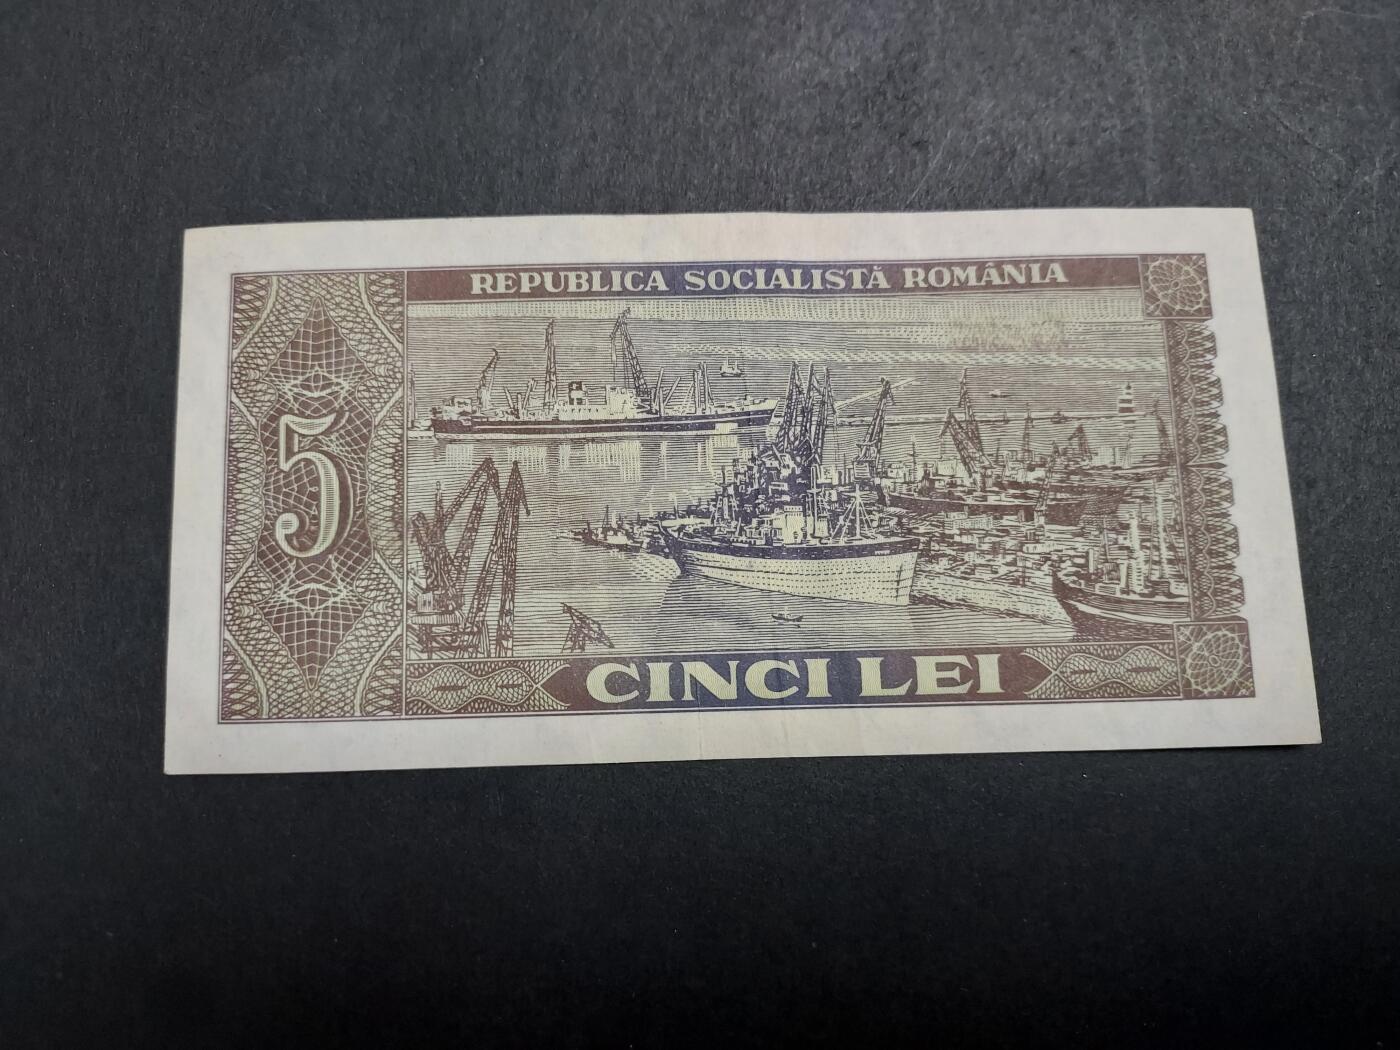 REPUBLICA SOCIALISTĂ ROMÂNIA
5
CINCI LEI